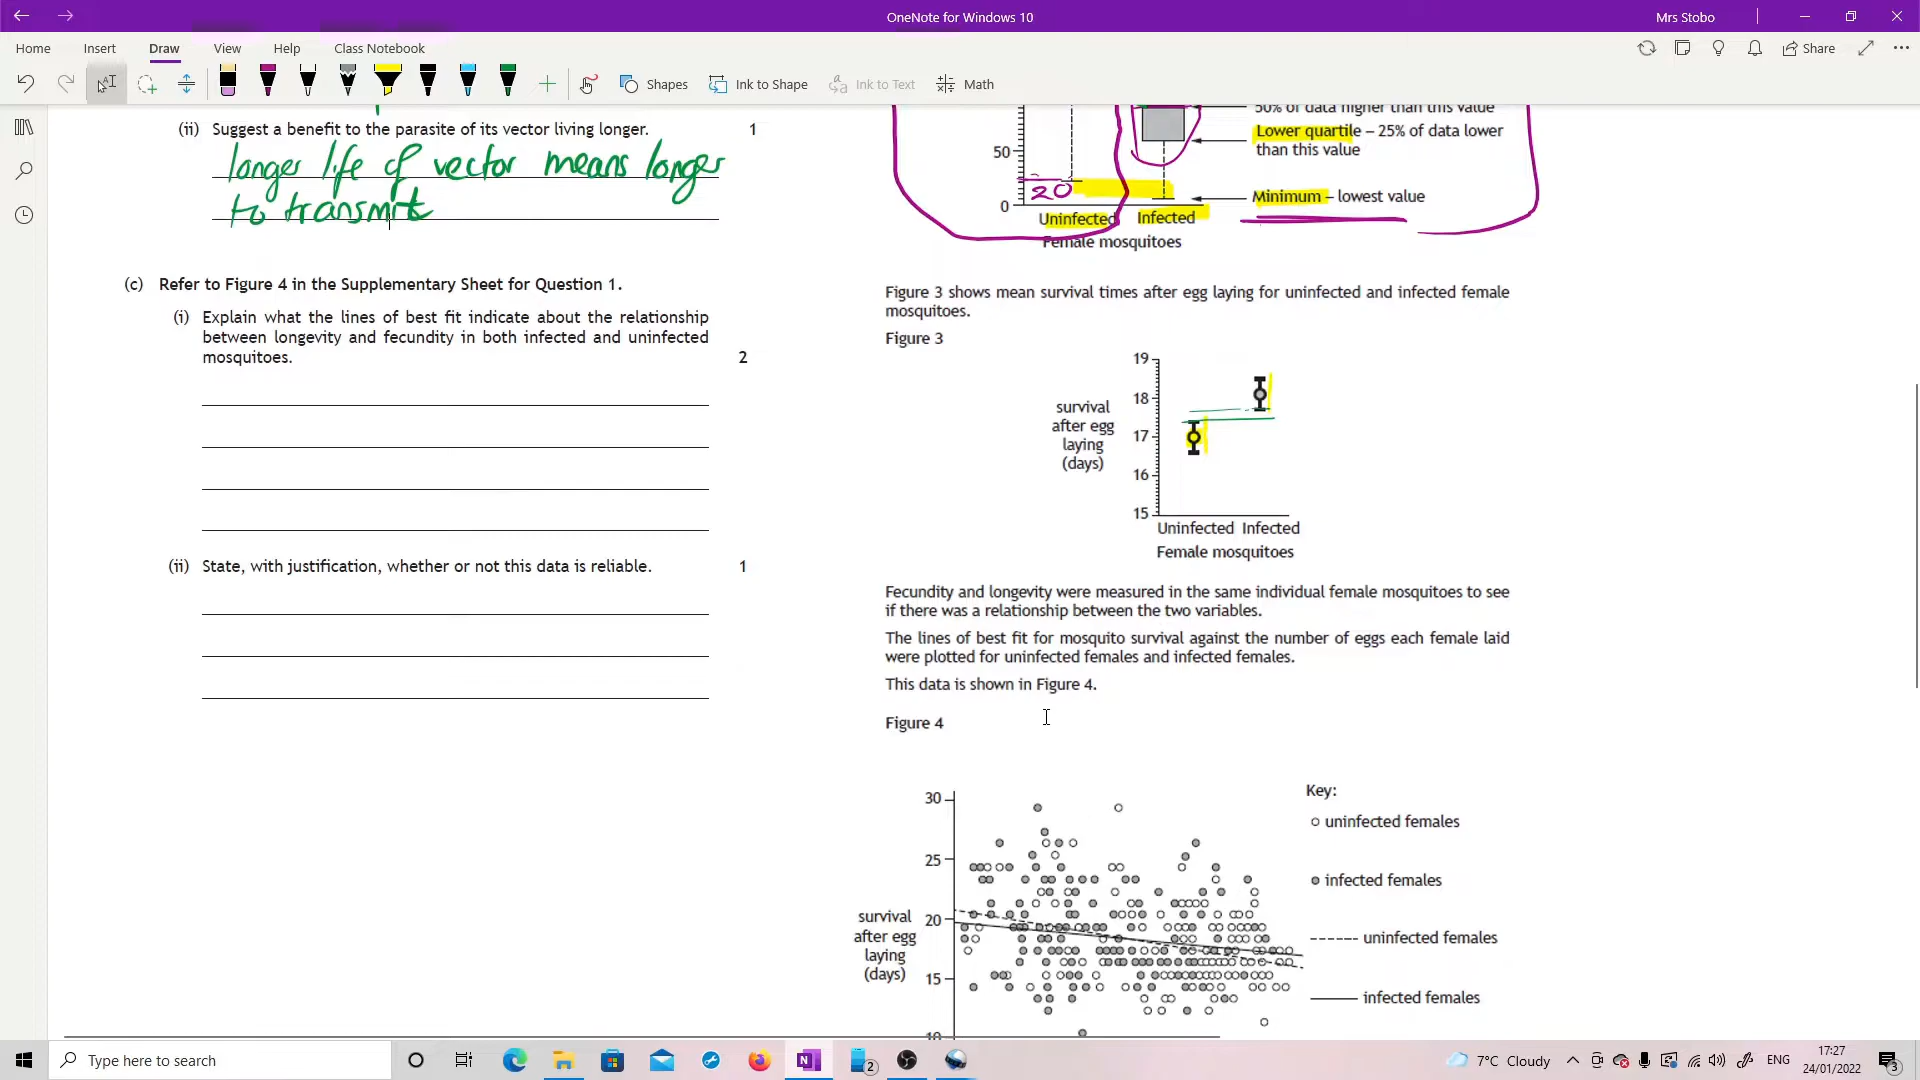 OneNote for Windows 10
Mrs Stobo
Home Insert Draw View Help Class Notebook
Share
Shapes Ink to Shape Ink to Text Math
(ii) Suggest a benefit to the parasite of its vector living longer. 1
longer life of vector means longer
to transmit
(c) Refer to Figure 4 in the Supplementary Sheet for Question 1.
(i) Explain what the lines of best fit indicate about the relationship
between longevity and fecundity in both infected and uninfected
mosquitoes. 2
(ii) State, with justification, whether or not this data is reliable. 1
50% of data higher than this value
Lower quartile – 25% of data lower
than this value
50
20
Minimum – lowest value
0
Uninfected Infected
Female mosquitoes
Figure 3 shows mean survival times after egg laying for uninfected and infected female
mosquitoes.
Figure 3
19
18
17
16
15
survival
after egg
laying
(days)
Uninfected Infected
Female mosquitoes
Fecundity and longevity were measured in the same individual female mosquitoes to see
if there was a relationship between the two variables.
The lines of best fit for mosquito survival against the number of eggs each female laid
were plotted for uninfected females and infected females.
This data is shown in Figure 4.
Figure 4
30
25
20
15
10
survival
after egg
laying
(days)
Key:
uninfected females
infected females
uninfected females
infected females
Type here to search
2
7°C Cloudy
ENG
17:27
24/01/2022
3